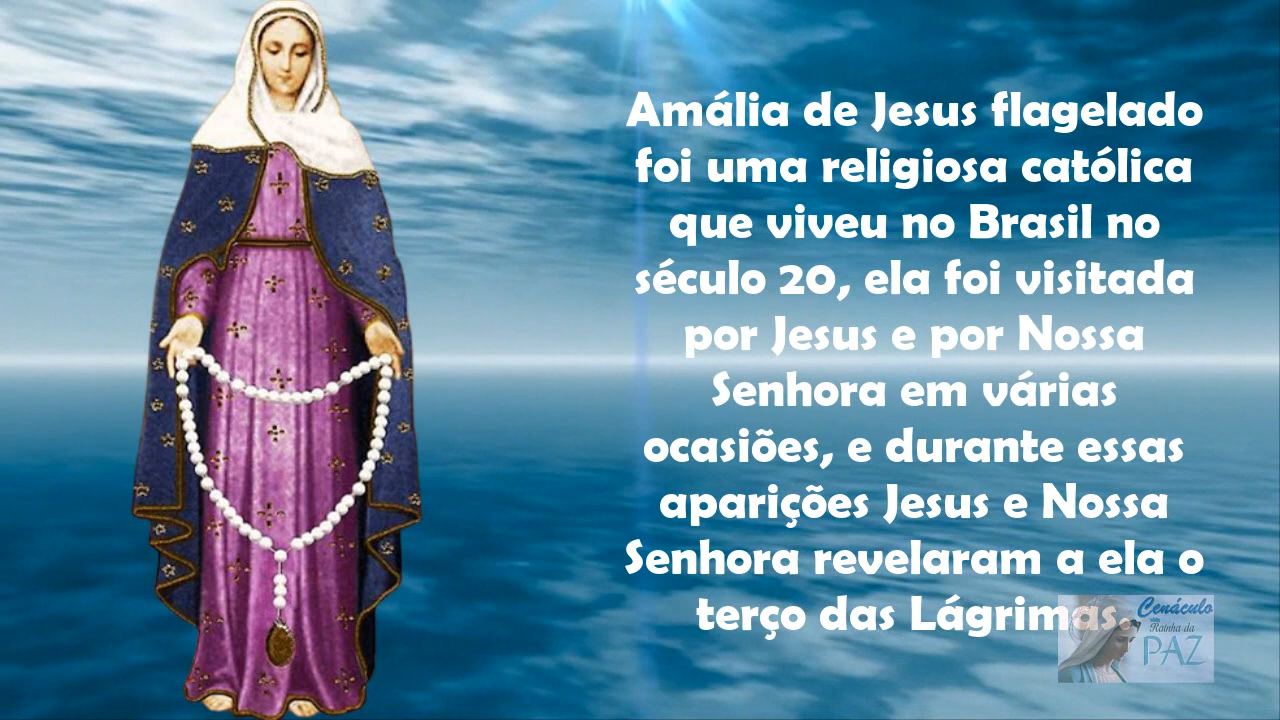 Amália de Jesus flagelado
foi uma religiosa católica
que viveu no Brasil no
século 20, ela foi visitada
por Jesus e por Nossa
Senhora em várias
ocasiões, e durante essas
aparições Jesus e Nossa
Senhora revelaram a ela o
terço das Lágrimas.
Cenáculo
Rainha da
PAZ